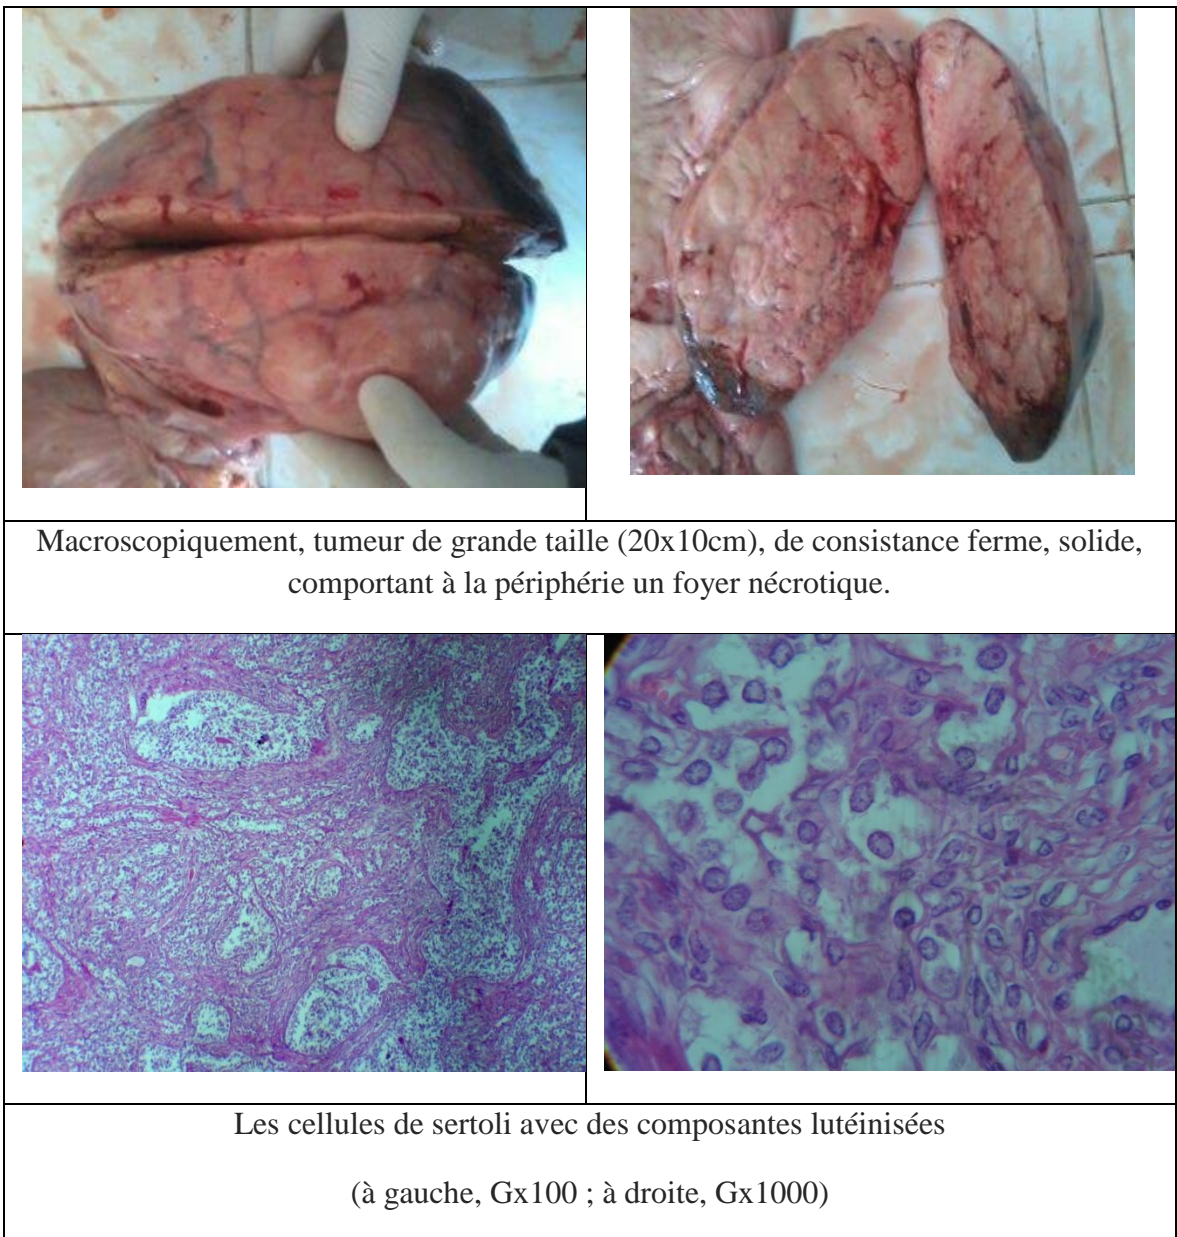 Macroscopiquement, tumeur de grande taille (20x10cm), de consistance ferme, solide,
comportant à la périphérie un foyer nécrotique.
Les cellules de sertoli avec des composantes lutéinisées
(à gauche, Gx100 ; à droite, Gx1000)